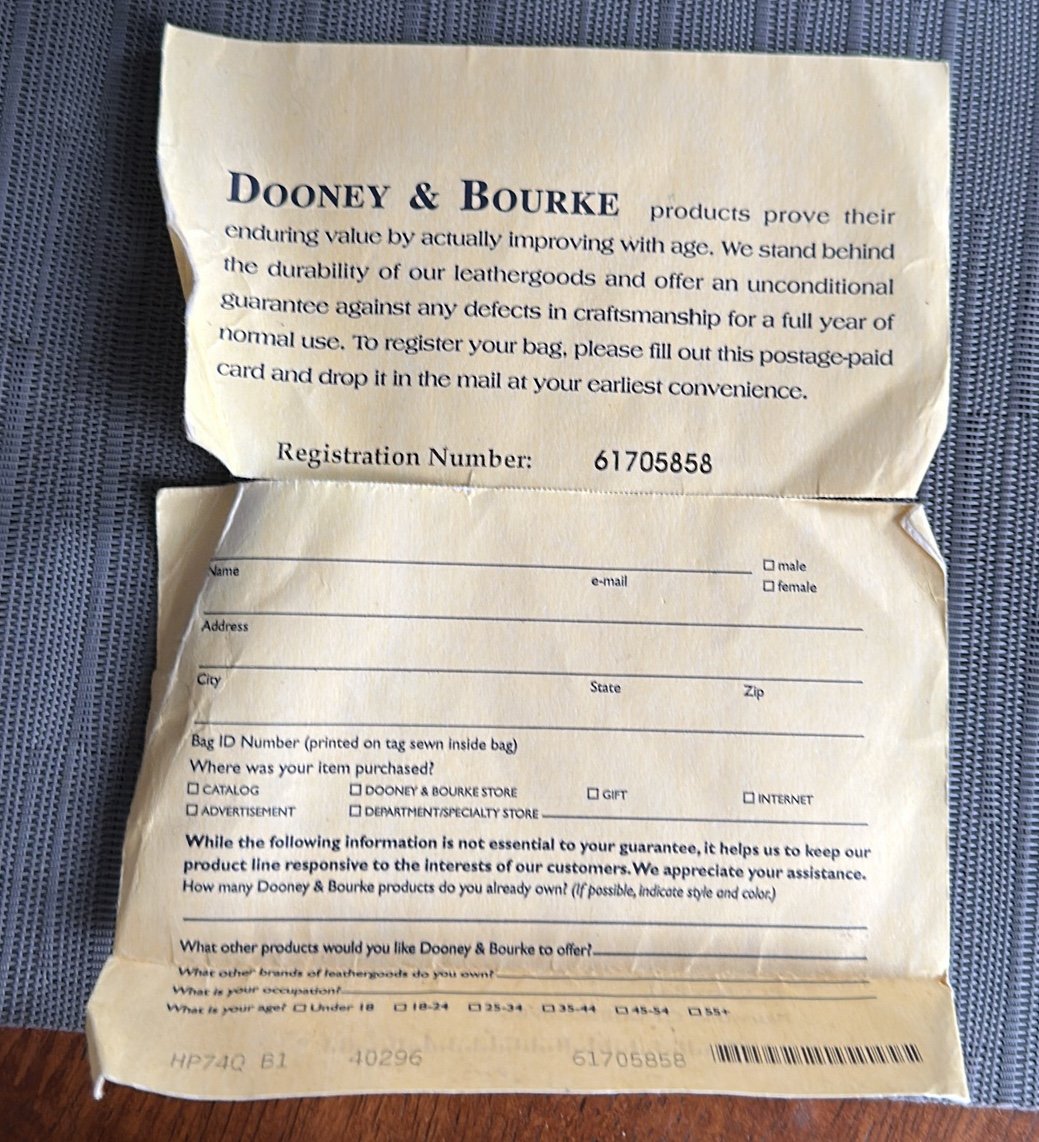 DOONEY & BOURKE products prove their
enduring value by actually improving with age. We stand behind
the durability of our leathergoods and offer an unconditional
guarantee against any defects in craftsmanship for a full year of
normal use. To register your bag, please fill out this postage-paid
card and drop it in the mail at your earliest convenience.
Registration Number: 61705858
Name e-mail □ male
□ female
Address
City State Zip
Bag ID Number (printed on tag sewn inside bag)
Where was your item purchased?
□ CATALOG □ DOONEY & BOURKE STORE □ GIFT □ INTERNET
□ ADVERTISEMENT □ DEPARTMENT/SPECIALTY STORE
While the following information is not essential to your guarantee, it helps us to keep our
product line responsive to the interests of our customers. We appreciate your assistance.
How many Dooney & Bourke products do you already own? (If possible, indicate style and color.)
What other products would you like Dooney & Bourke to offer?
What other brands of leathergoods do you own?
What is your occupation?
What is your age? □ Under 18 □ 18-24 □ 25-34 □ 35-44 □ 45-54 □ 55+
HP74Q B1 40296 61705858